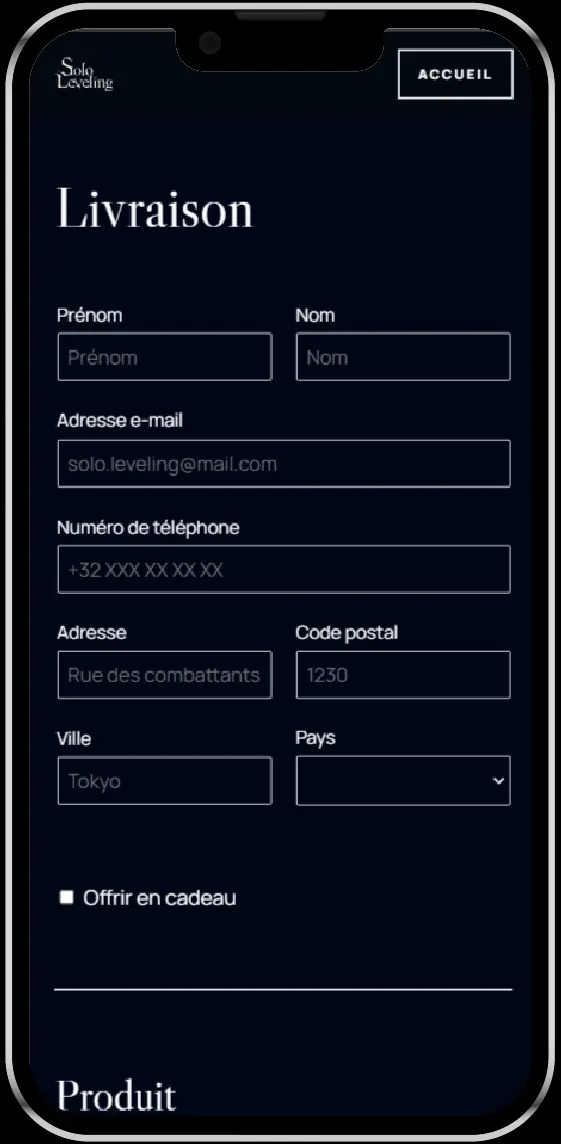 Solo
Leveling
ACCUEIL
Livraison
Prénom Nom
Prénom Nom
Adresse e-mail
solo.leveling@mail.com
Numéro de téléphone
+32 XXX XX XX XX
Adresse Code postal
Rue des combattants 1230
Ville Pays
Tokyo
Offrir en cadeau
Produit